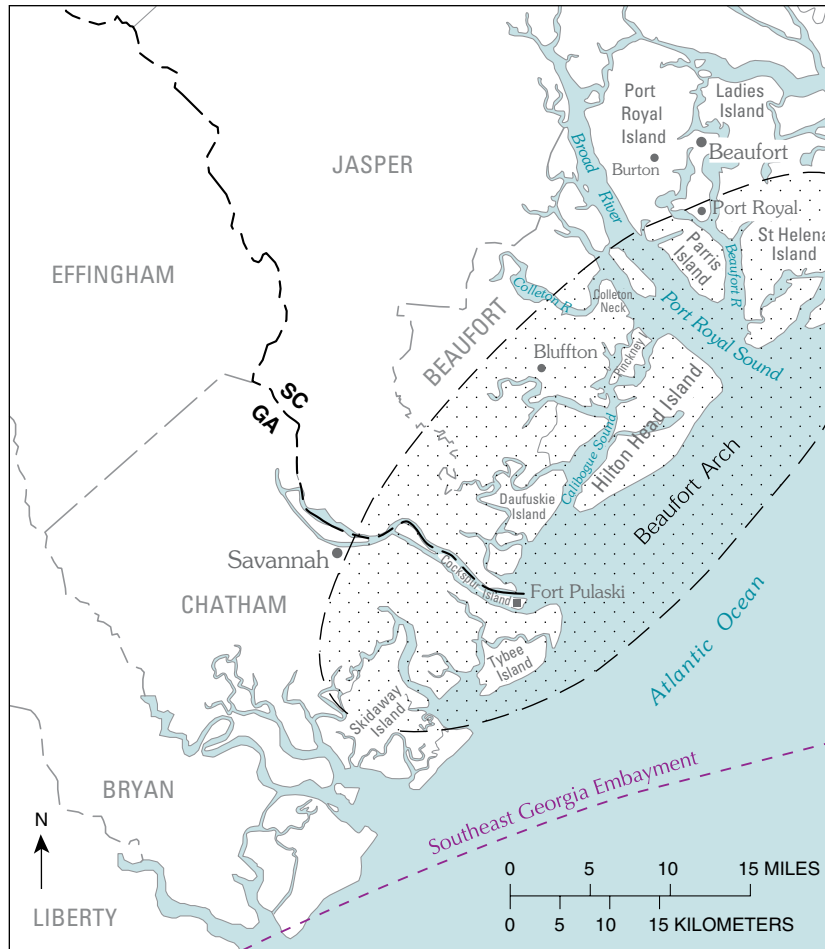 Port
Royal
Island
Ladies
Island
Beaufort
Burton
JASPER
Broad
River
Port Royal
St Helena
Island
Parris
Island
Beaufort R
EFFINGHAM
Colleton R
Colleton
Neck
BEAUFORT
Port Royal Sound
Bluffton
Pinckney I
SC
GA
Hilton Head Island
Calibogue Sound
Beaufort Arch
Daufuskie
Island
Savannah
Cockspur Island
Fort Pulaski
CHATHAM
Atlantic Ocean
Tybee
Island
Skidaway
Island
BRYAN
Southeast Georgia Embayment
N
LIBERTY
0 5 10 15 MILES
0 5 10 15 KILOMETERS